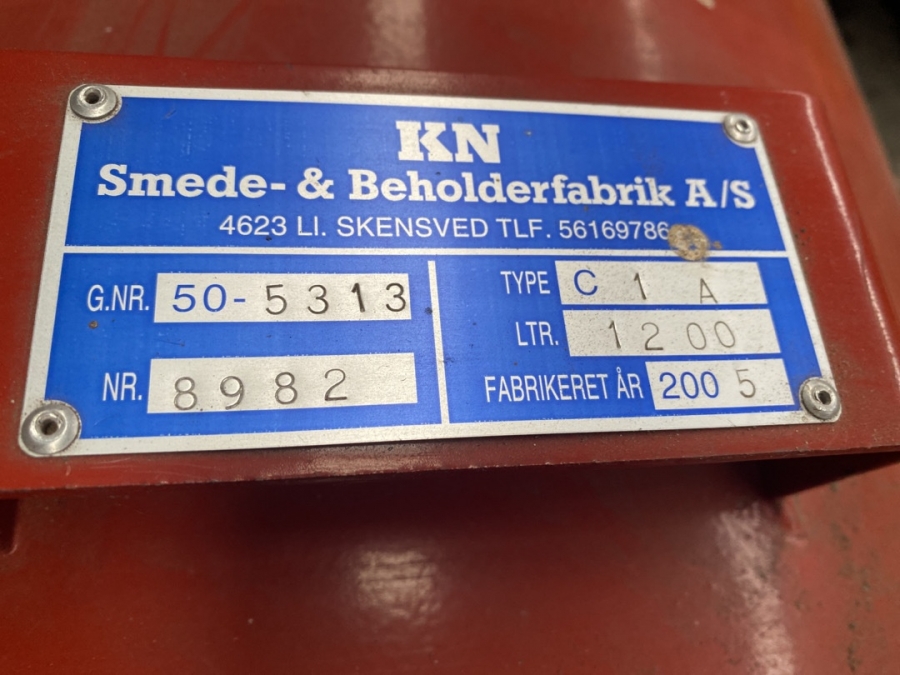 KN
Smede- & Beholderfabrik A/S
4623 Ll. SKENSVED TLF. 56169786
G.NR. 50-5313
NR. 8982
TYPE C 1 A
LTR. 1200
FABRIKERET ÅR 2005